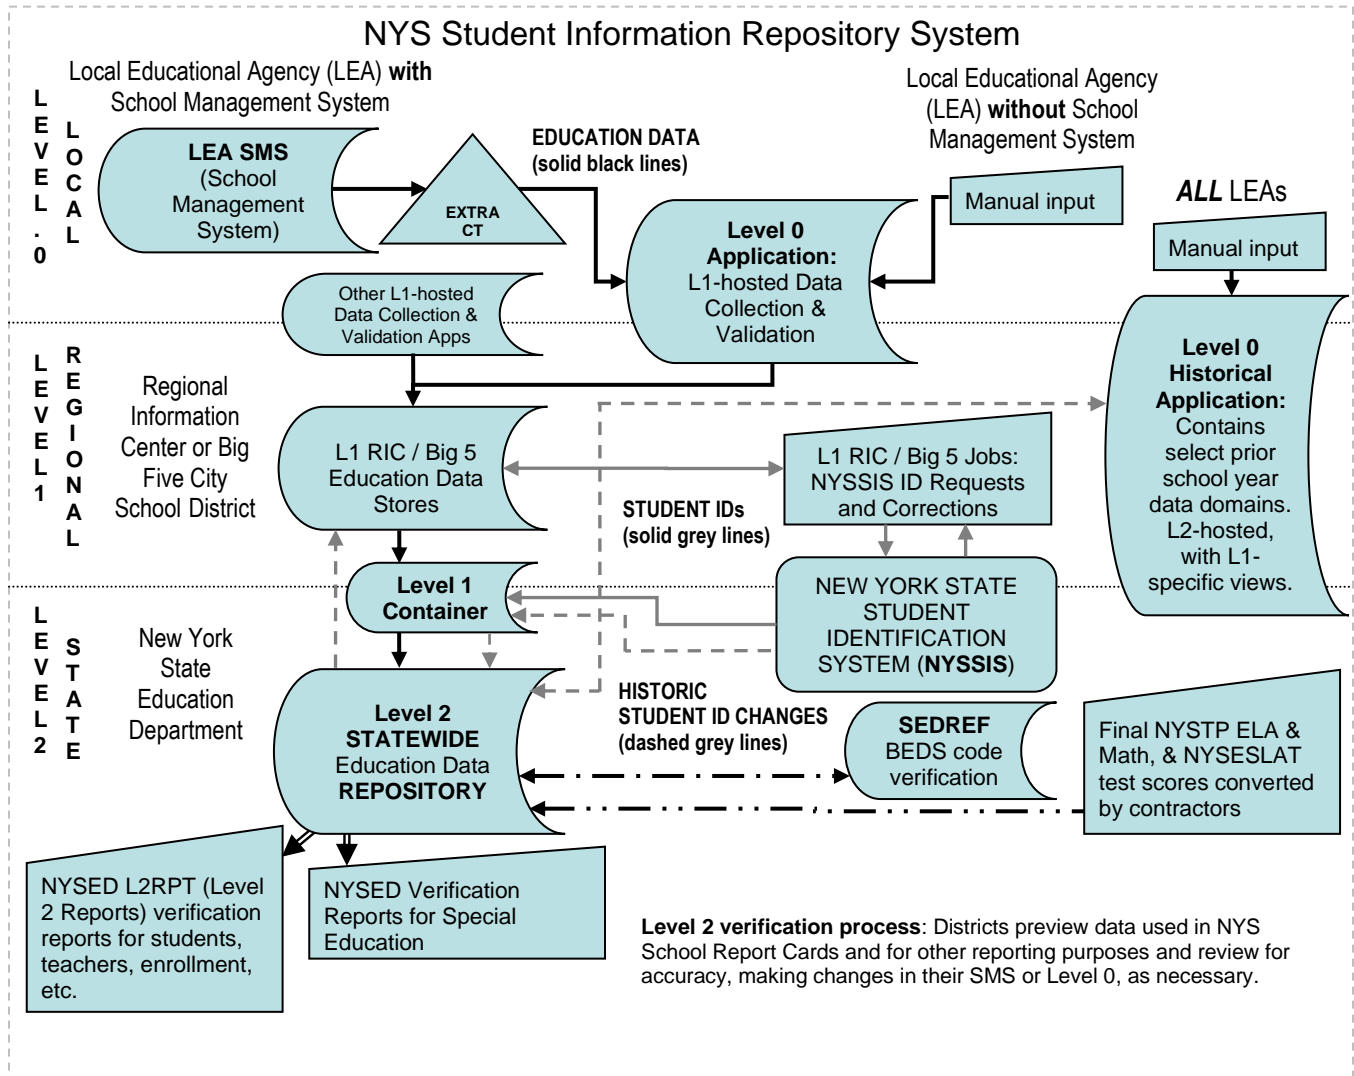 NYS Student Information Repository System
Local Educational Agency (LEA) with
School Management System
Local Educational Agency
(LEA) without School
Management System
LEVEL.0
LOCAL
LEA SMS
(School
Management
System)
EXTRA
CT
EDUCATION DATA
(solid black lines)
Manual input
ALL LEAs
Manual input
Level 0
Application:
L1-hosted Data
Collection &
Validation
Other L1-hosted
Data Collection &
Validation Apps
LEVEL1
REGIONAL
Regional
Information
Center or Big
Five City
School District
L1 RIC / Big 5
Education Data
Stores
STUDENT IDs
(solid grey lines)
L1 RIC / Big 5 Jobs:
NYSSIS ID Requests
and Corrections
Level 0
Historical
Application:
Contains
select prior
school year
data domains.
L2-hosted,
with L1-
specific views.
Level 1
Container
NEW YORK STATE
STUDENT
IDENTIFICATION
SYSTEM (NYSSIS)
LEVEL2
STATE
New York
State
Education
Department
Level 2
STATEWIDE
Education Data
REPOSITORY
HISTORIC
STUDENT ID CHANGES
(dashed grey lines)
SEDREF
BEDS code
verification
Final NYSTP ELA &
Math, & NYSESLAT
test scores converted
by contractors
NYSED L2RPT (Level
2 Reports) verification
reports for students,
teachers, enrollment,
etc.
NYSED Verification
Reports for Special
Education
Level 2 verification process: Districts preview data used in NYS
School Report Cards and for other reporting purposes and review for
accuracy, making changes in their SMS or Level 0, as necessary.